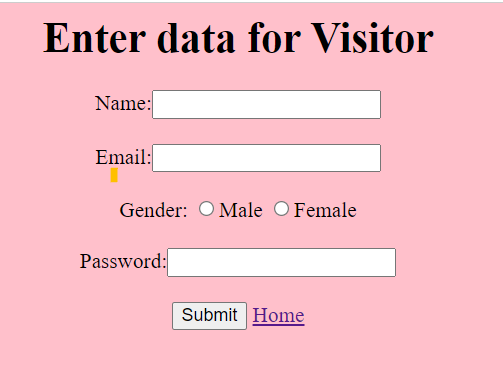 Enter data for Visitor
Name:
Email:
Gender: Male Female
Password:
Submit Home